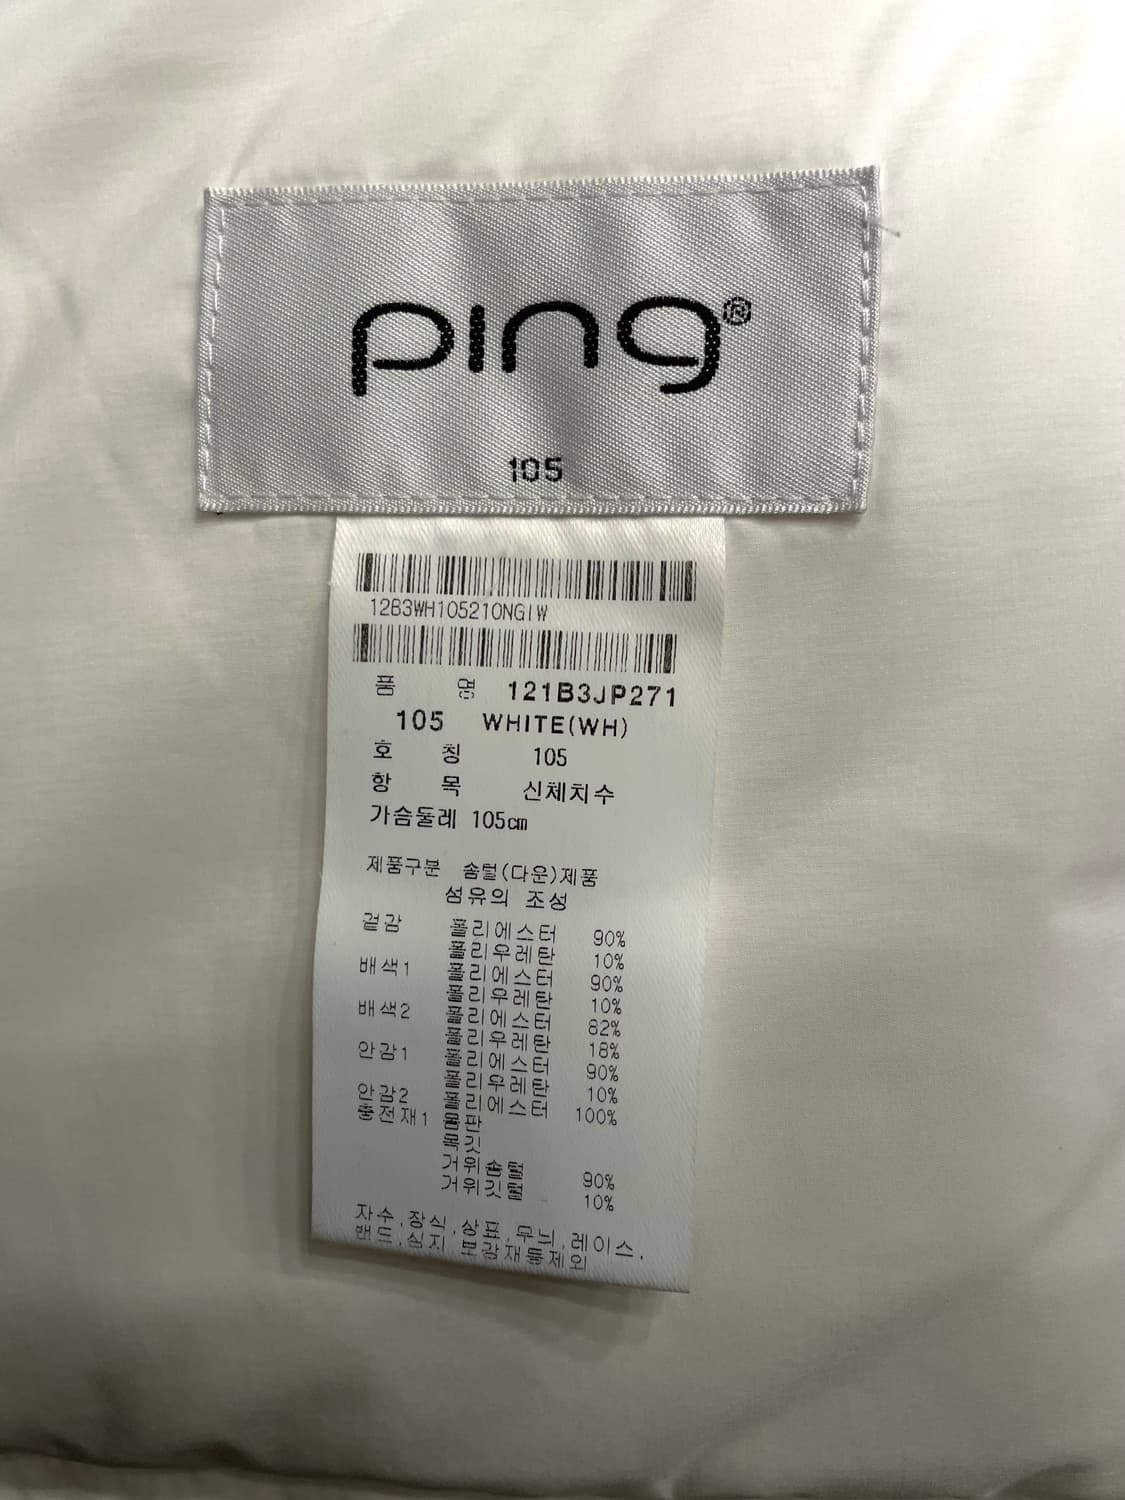 ping®
105
12B3WH105210NGIW
품 명 121B3JP271
105 WHITE(WH)
호 칭 105
항 목 신체치수
가슴둘레 105cm
제품구분 솜털(다운)제품
섬유의 조성
겉감 폴리에스터 90%
폴리우레탄 10%
배색1 폴리에스터 90%
폴리우레탄 10%
배색2 폴리에스터 82%
폴리우레탄 18%
안감1 폴리에스터 90%
폴리우레탄 10%
안감2 폴리에스터 100%
충전재1 몸판
목깃
거위솜털 90%
거위깃털 10%
자수,장식,상표,무늬,레이스,
밴드,심지,보강재등제외